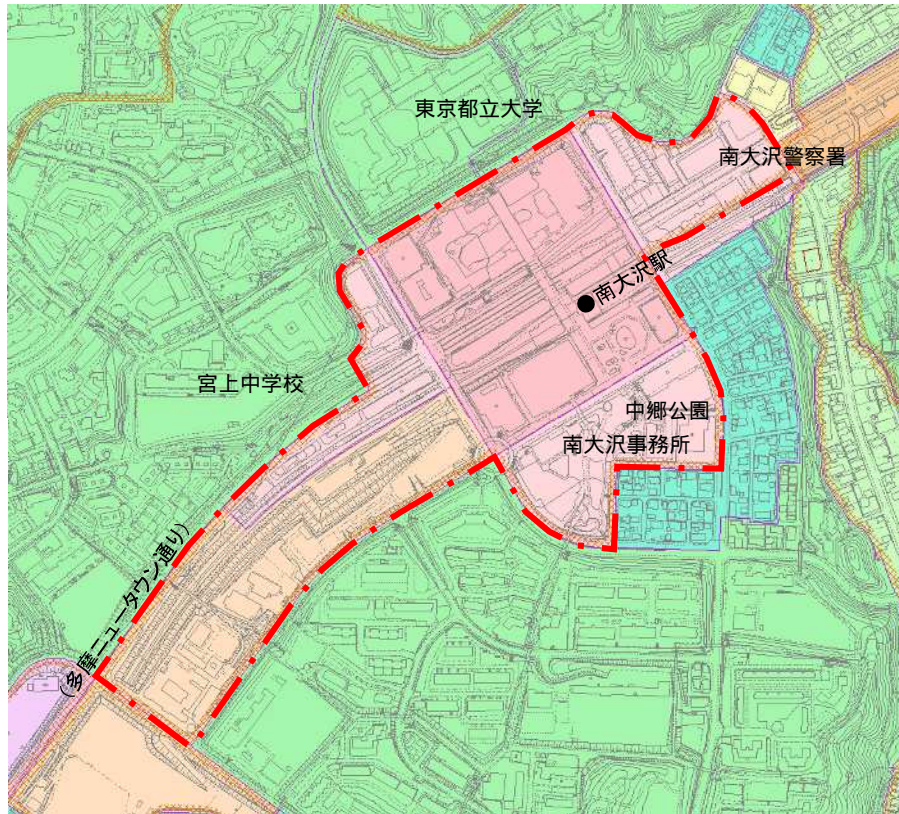 東京都立大学
南大沢警察署
南大沢駅
宮上中学校
中郷公園
南大沢事務所
(多摩ニュータウン通り)